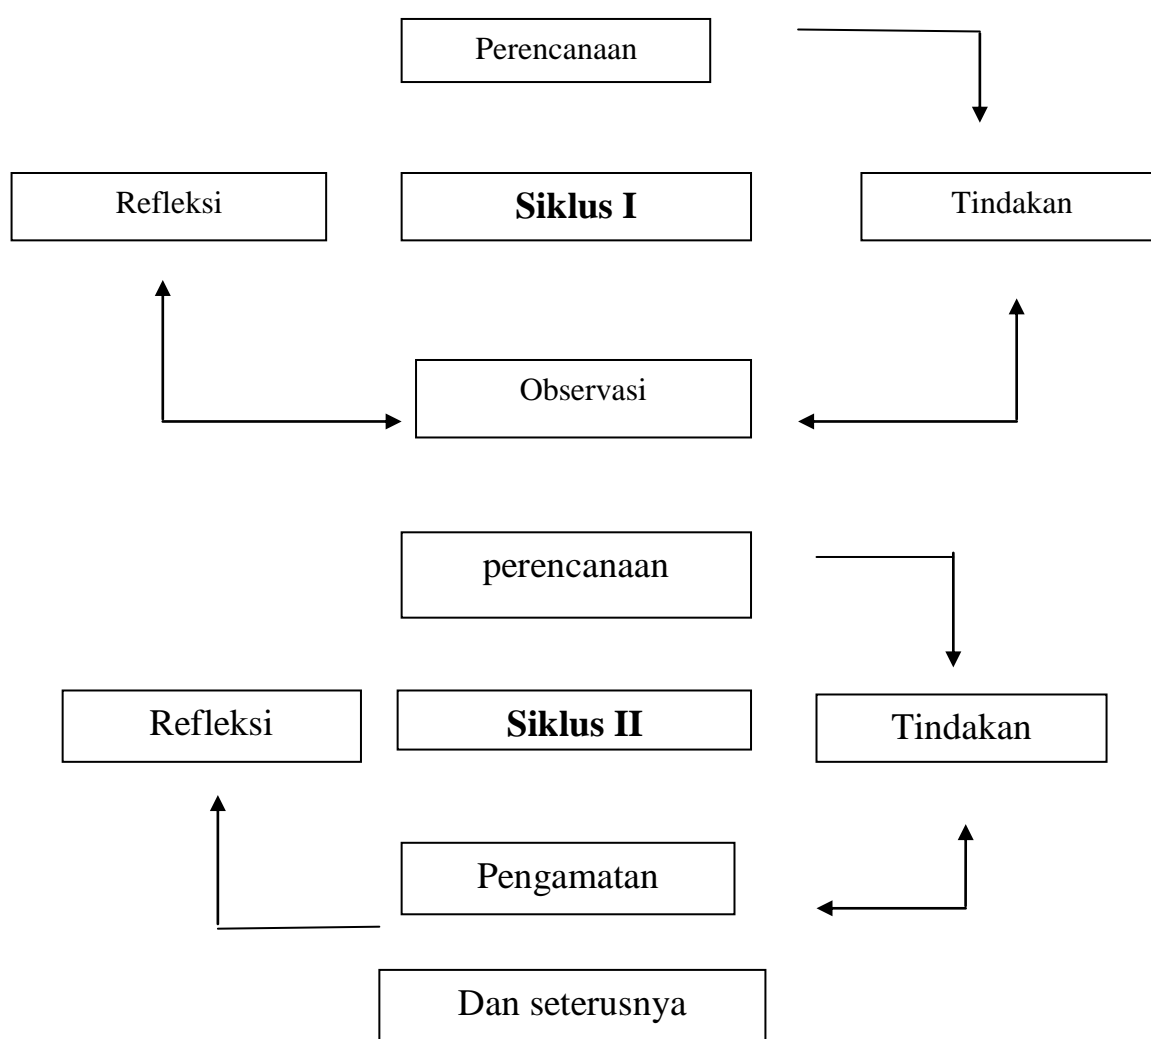 Perencanaan
Refleksi
Siklus I
Tindakan
Observasi
perencanaan
Refleksi
Siklus II
Tindakan
Pengamatan
Dan seterusnya